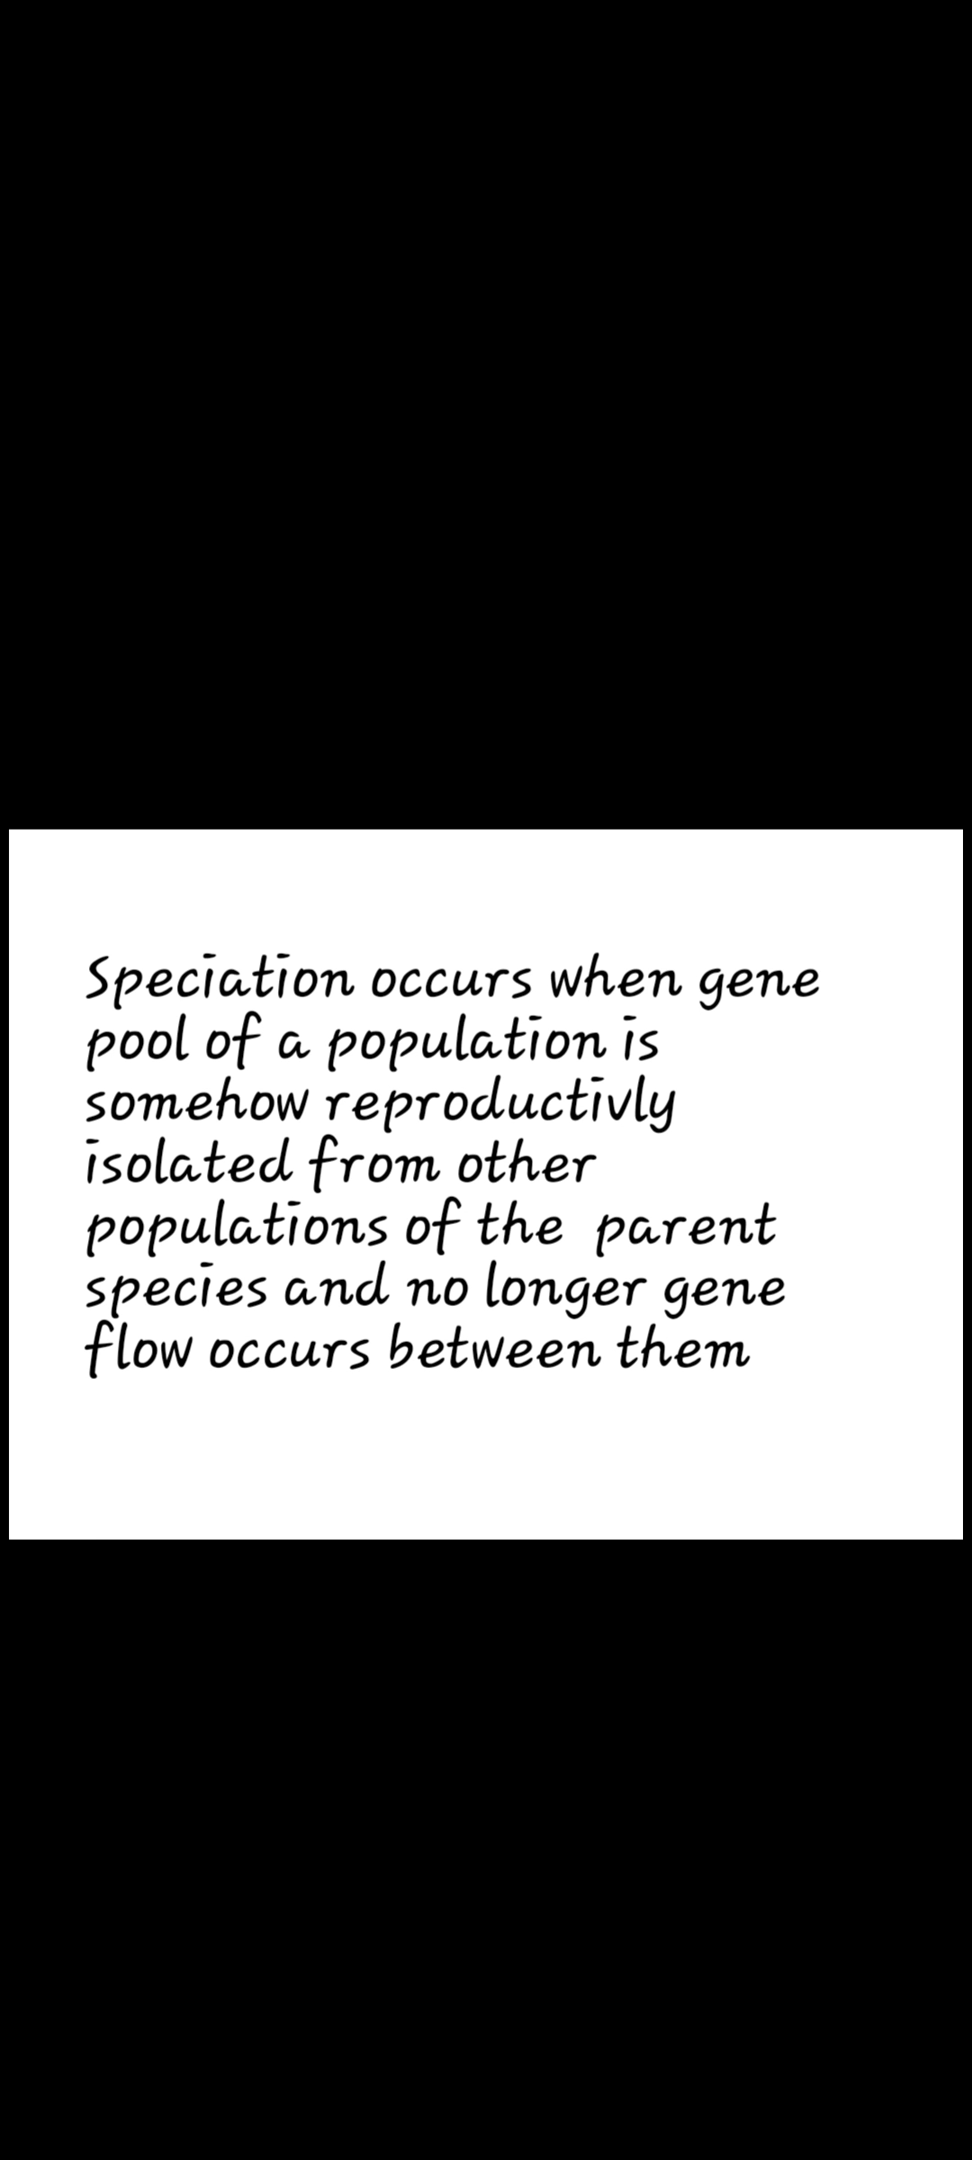 Speciation occurs when gene
pool of a population is
somehow reproductivly
isolated from other
populations of the  parent
species and no longer gene
flow occurs between them